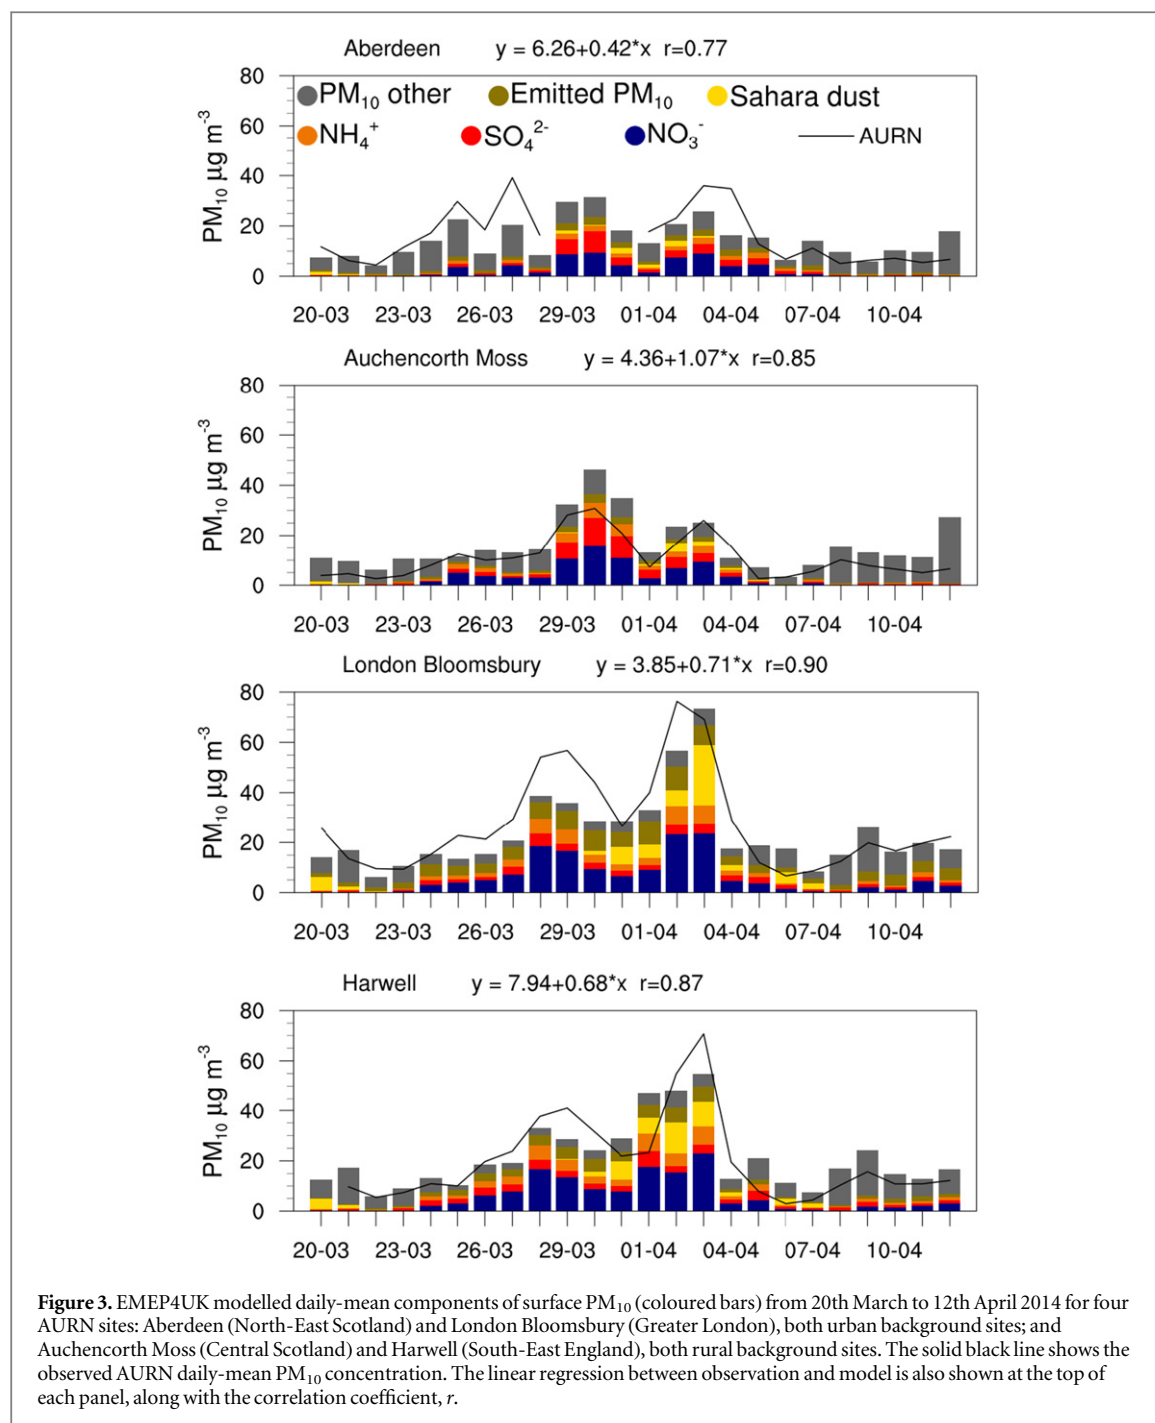 Aberdeen y = 6.26+0.42*x r=0.77
PM₁₀ µg m⁻³
80
60
40
20
0
PM₁₀ other Emitted PM₁₀ Sahara dust
NH₄⁺ SO₄²⁻ NO₃⁻ AURN
20-03 23-03 26-03 29-03 01-04 04-04 07-04 10-04
Auchencorth Moss y = 4.36+1.07*x r=0.85
PM₁₀ µg m⁻³
80
60
40
20
0
20-03 23-03 26-03 29-03 01-04 04-04 07-04 10-04
London Bloomsbury y = 3.85+0.71*x r=0.90
PM₁₀ µg m⁻³
80
60
40
20
0
20-03 23-03 26-03 29-03 01-04 04-04 07-04 10-04
Harwell y = 7.94+0.68*x r=0.87
PM₁₀ µg m⁻³
80
60
40
20
0
20-03 23-03 26-03 29-03 01-04 04-04 07-04 10-04
Figure 3. EMEP4UK modelled daily-mean components of surface PM₁₀ (coloured bars) from 20th March to 12th April 2014 for four
AURN sites: Aberdeen (North-East Scotland) and London Bloomsbury (Greater London), both urban background sites; and
Auchencorth Moss (Central Scotland) and Harwell (South-East England), both rural background sites. The solid black line shows the
observed AURN daily-mean PM₁₀ concentration. The linear regression between observation and model is also shown at the top of
each panel, along with the correlation coefficient, r.